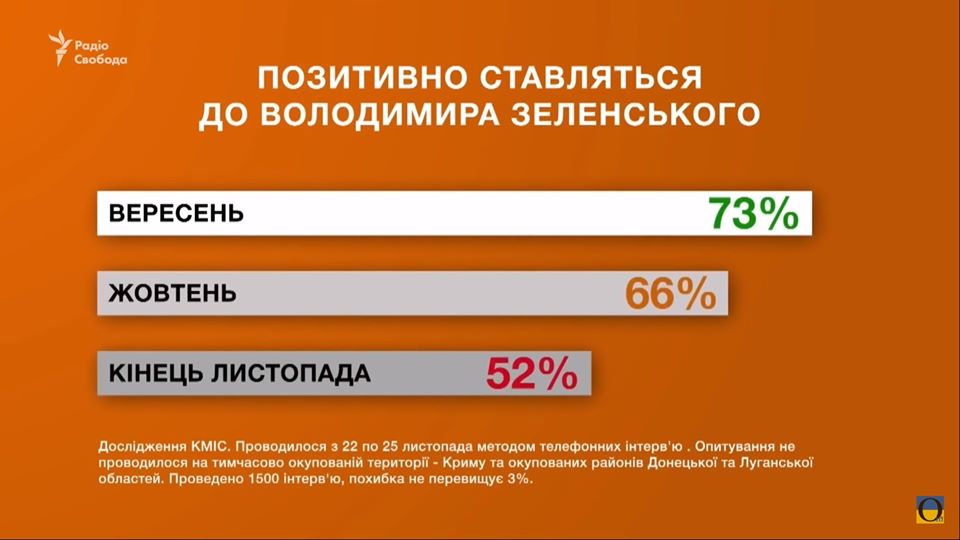 Радіо
Свобода
ПОЗИТИВНО СТАВЛЯТЬСЯ
ДО ВОЛОДИМИРА ЗЕЛЕНСЬКОГО
ВЕРЕСЕНЬ 73%
ЖОВТЕНЬ 66%
КІНЕЦЬ ЛИСТОПАДА 52%
Дослідження КМІС. Проводилося з 22 по 25 листопада методом телефонних інтерв'ю . Опитування не
проводилося на тимчасово окупованій території - Криму та окупованих районів Донецької та Луганської
областей. Проведено 1500 інтерв'ю, похибка не перевищує 3%.